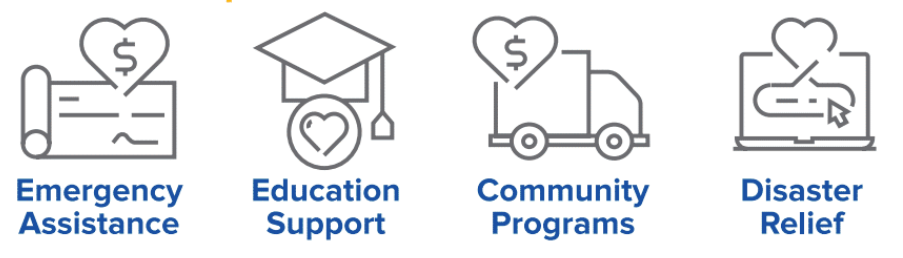 $
$
Emergency
Assistance
Education
Support
Community
Programs
Disaster
Relief